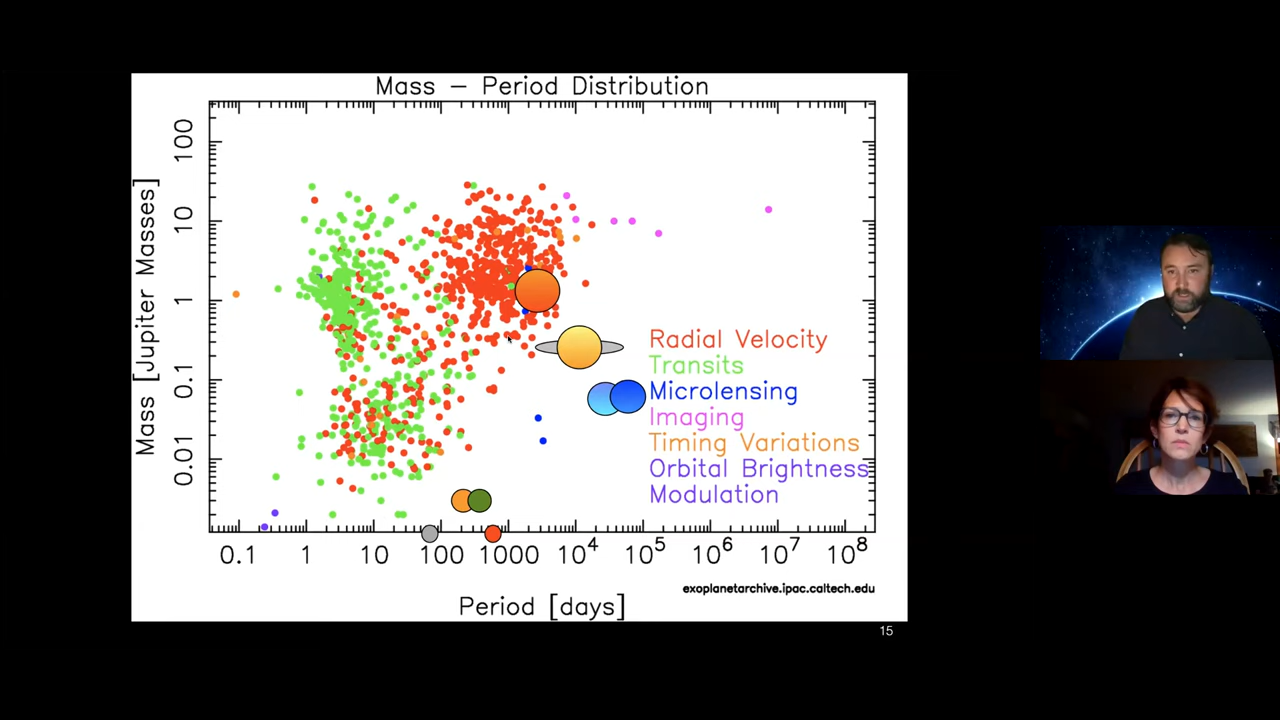 Mass - Period Distribution
Mass [Jupiter Masses]
100
10
1
0.1
0.01
Radial Velocity
Transits
Microlensing
Imaging
Timing Variations
Orbital Brightness
Modulation
0.1 1 10 100 1000 10⁴ 10⁵ 10⁶ 10⁷ 10⁸
exoplanetarchive.ipac.caltech.edu
Period [days]
15